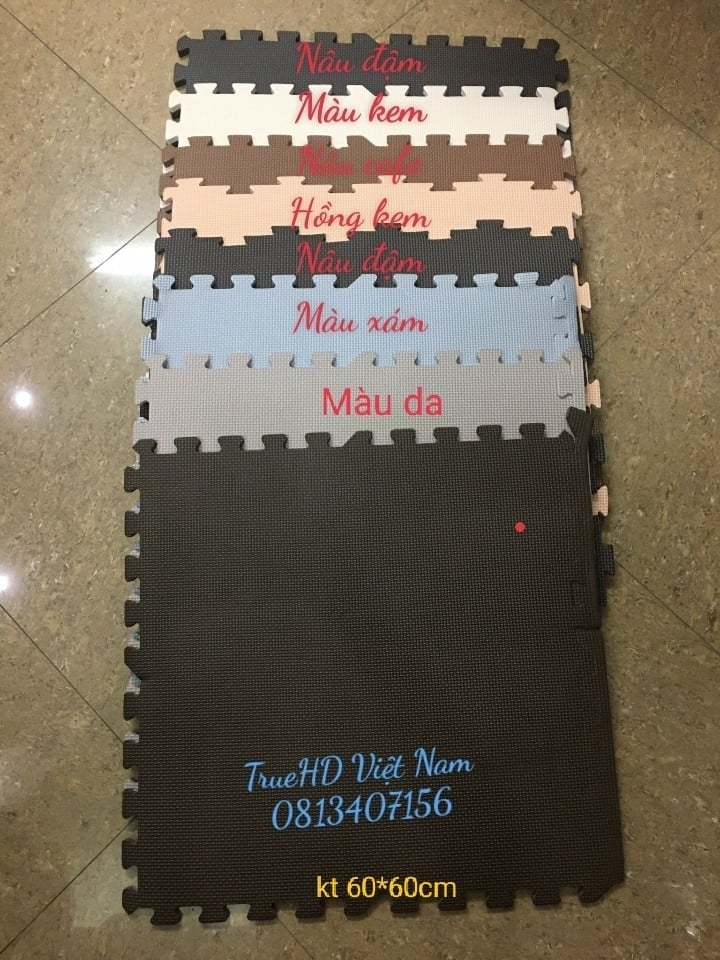 Nâu đậm
Màu kem
Nâu cafe
Hồng kem
Nâu đậm
Màu xám
Màu da
TrueHD Việt Nam
0813407156
kt 60*60cm